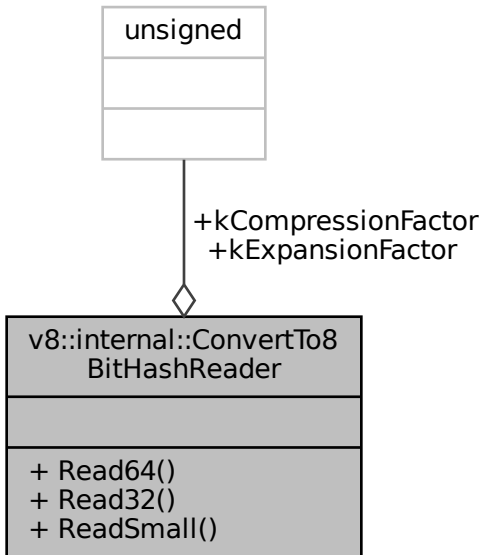 unsigned
+kCompressionFactor
+kExpansionFactor
v8::internal::ConvertTo8
BitHashReader
+ Read64()
+ Read32()
+ ReadSmall()